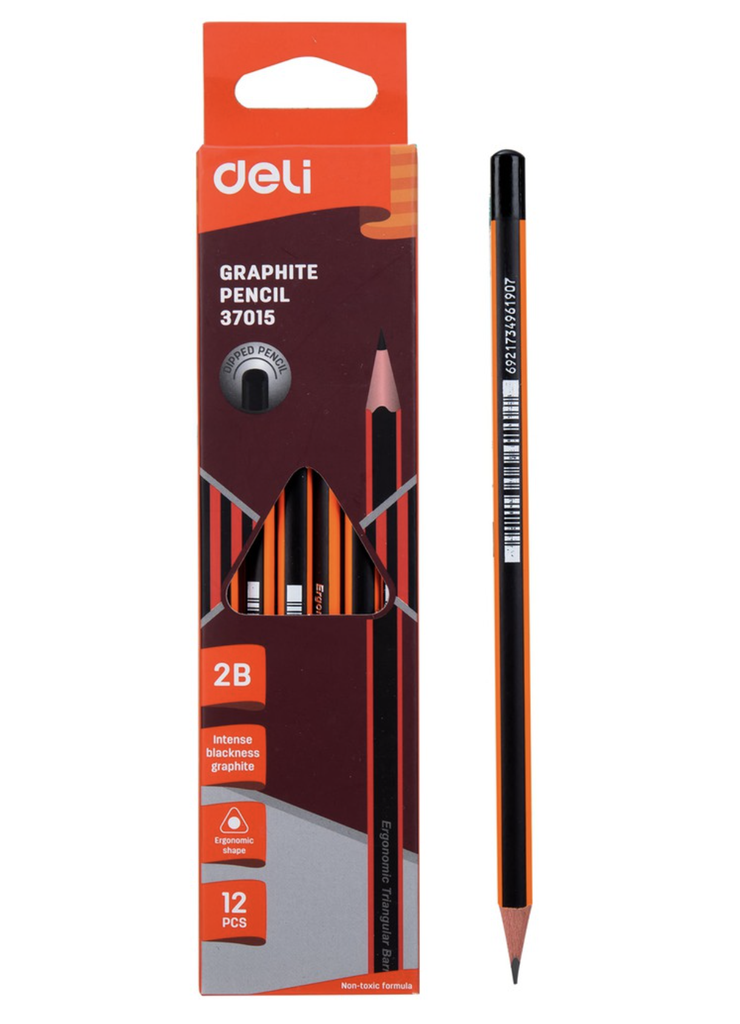 deli
GRAPHITE
PENCIL
37015
DIPPED PENCIL
2B
Intense
blackness
graphite
Ergonomic
shape
12
PCS
Ergonomic Triangular Barr
Non-toxic formula
6921734961907